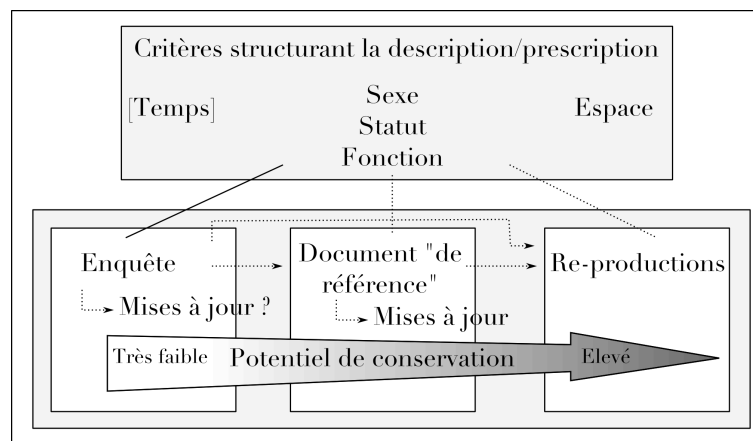 Critères structurant la description/prescription
[Temps]
Sexe
Statut
Fonction
Espace
Enquête
Mises à jour ?
Document "de
référence"
Mises à jour
Re-productions
Très faible
Potentiel de conservation
Elevé